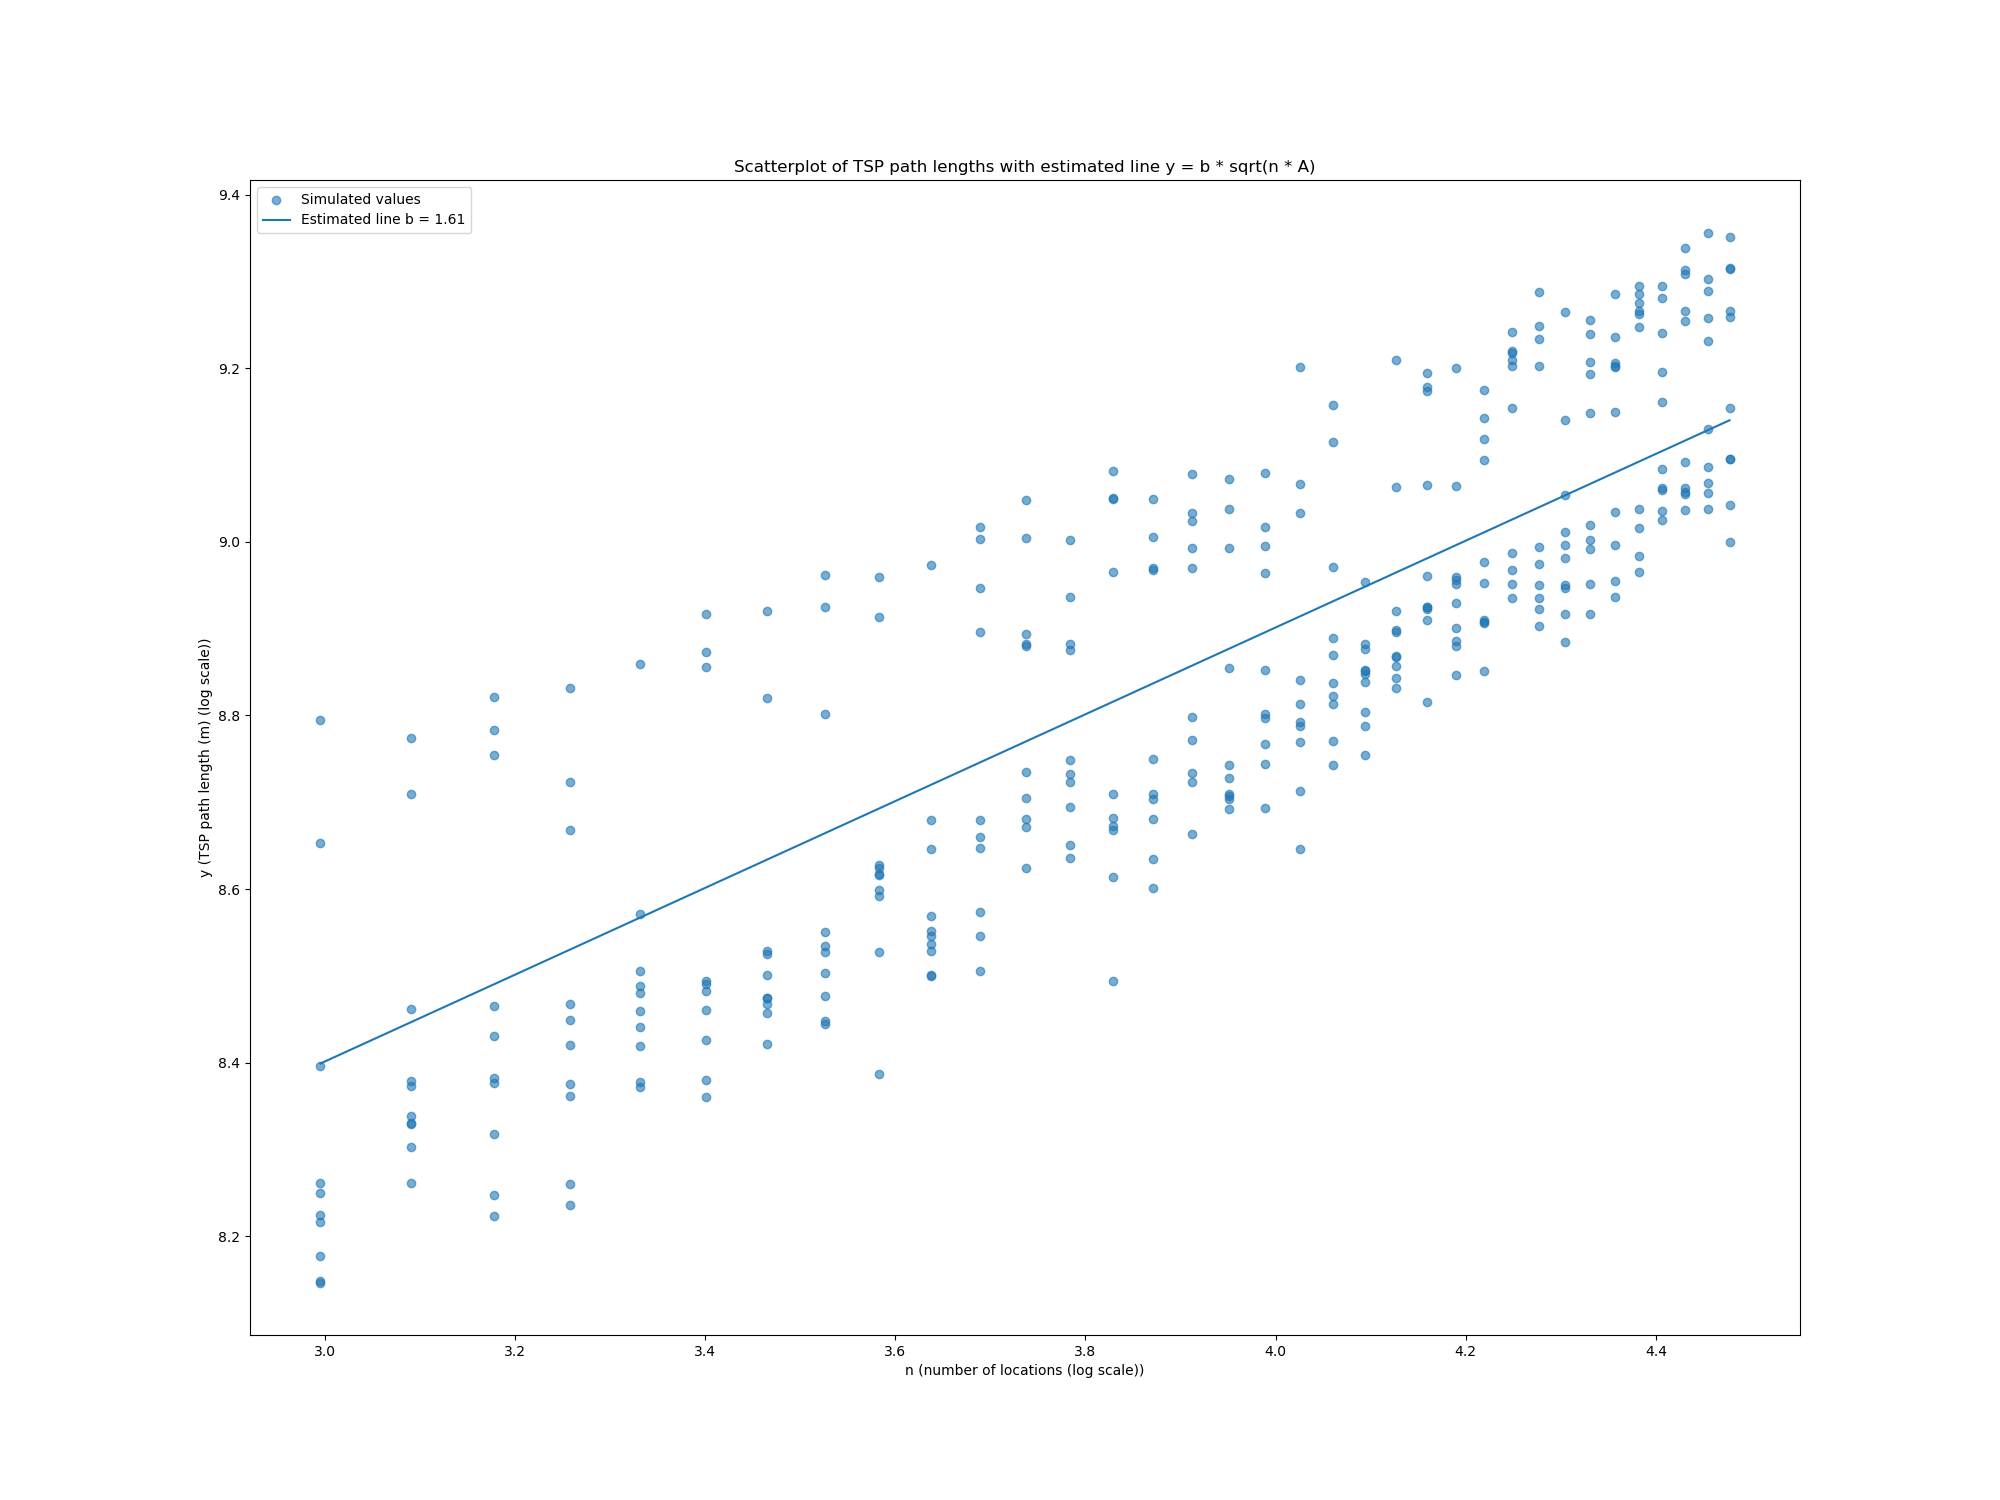 Scatterplot of TSP path lengths with estimated line y = b * sqrt(n * A)
Simulated values
Estimated line b = 1.61
9.4
9.2
9.0
8.8
8.6
8.4
8.2
y (TSP path length (m) (log scale))
3.0 3.2 3.4 3.6 3.8 4.0 4.2 4.4
n (number of locations (log scale))